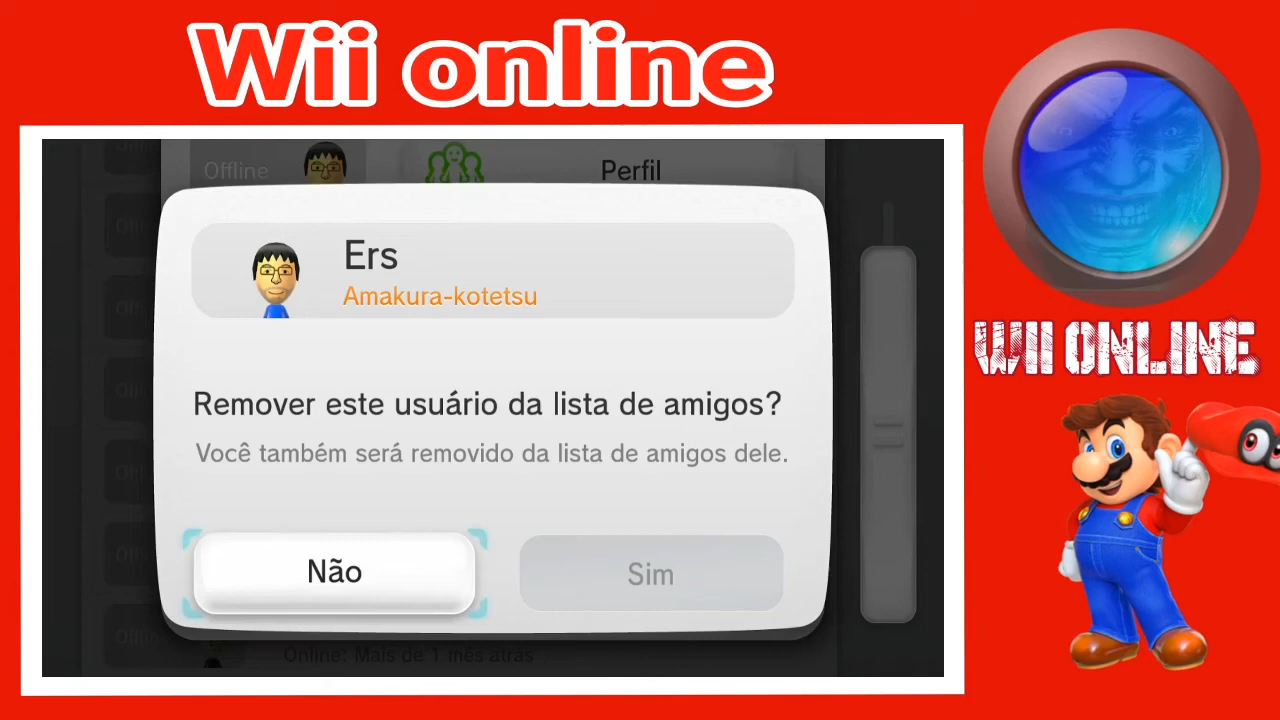 Wii online
Offline
Perfil
Ers
Amakura-kotetsu
Remover este usuário da lista de amigos?
Você também será removido da lista de amigos dele.
Não
Sim
Online: Mais de 1 mês atrás
WII ONLINE